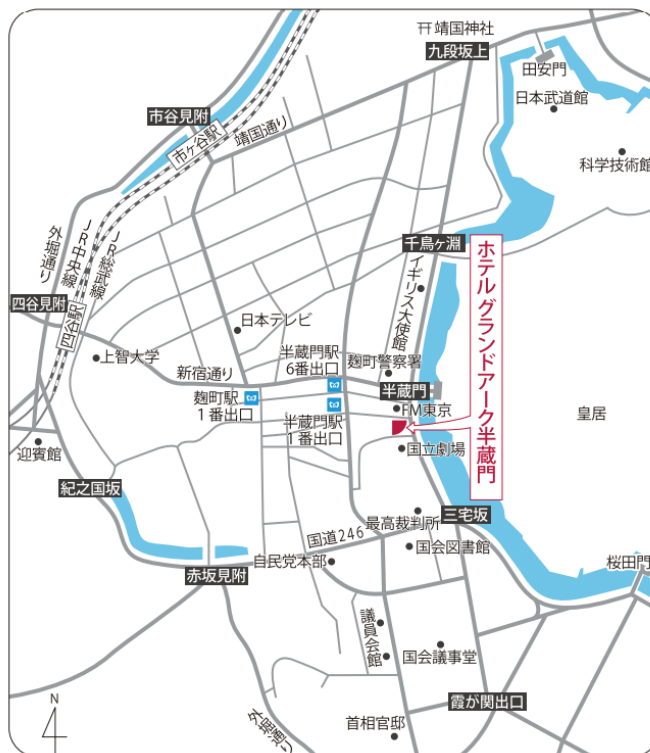 靖国神社
九段坂上
田安門
日本武道館
科学技術館
市谷見附
市ヶ谷駅
靖国通り
千鳥ヶ淵
ホテル グランドアーク半蔵門
外堀通り
JR中央線
JR総武線
四谷見附
四谷駅
イギリス大使館
日本テレビ
上智大学
新宿通り
半蔵門駅
6番出口
麹町警察署
半蔵門
麹町駅
1番出口
半蔵門駅
1番出口
FM東京
皇居
迎賓館
国立劇場
紀之国坂
最高裁判所
三宅坂
国道246
国会図書館
赤坂見附
自民党本部
桜田門
議員会館
国会議事堂
霞が関出口
外堀通り
首相官邸
N